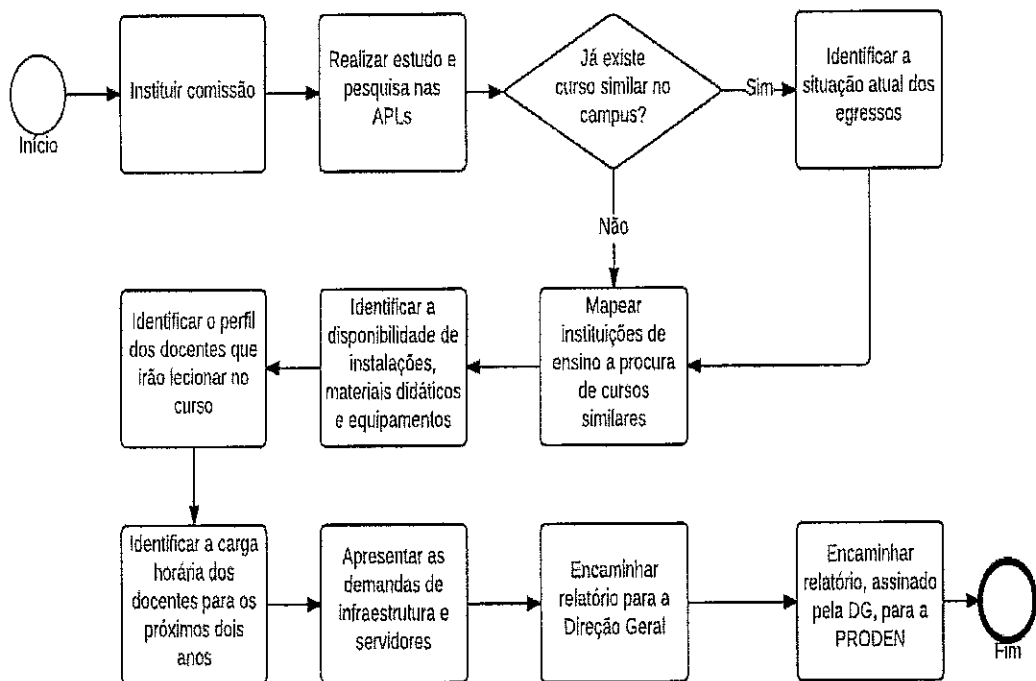 Início
Instituir comissão
Realizar estudo e
pesquisa nas
APLs
Já existe
curso similar no
campus?
Sim
Identificar a
situação atual dos
egressos
Não
Mapear
instituições de
ensino a procura
de cursos
similares
Identificar a
disponibilidade de
instalações,
materiais didáticos
e equipamentos
Identificar o perfil
dos docentes que
irão lecionar no
curso
Identificar a carga
horária dos
docentes para os
próximos dois
anos
Apresentar as
demandas de
infraestrutura e
servidores
Encaminhar
relatório para a
Direção Geral
Encaminhar
relatório, assinado
pela DG, para a
PRODEN
Fim